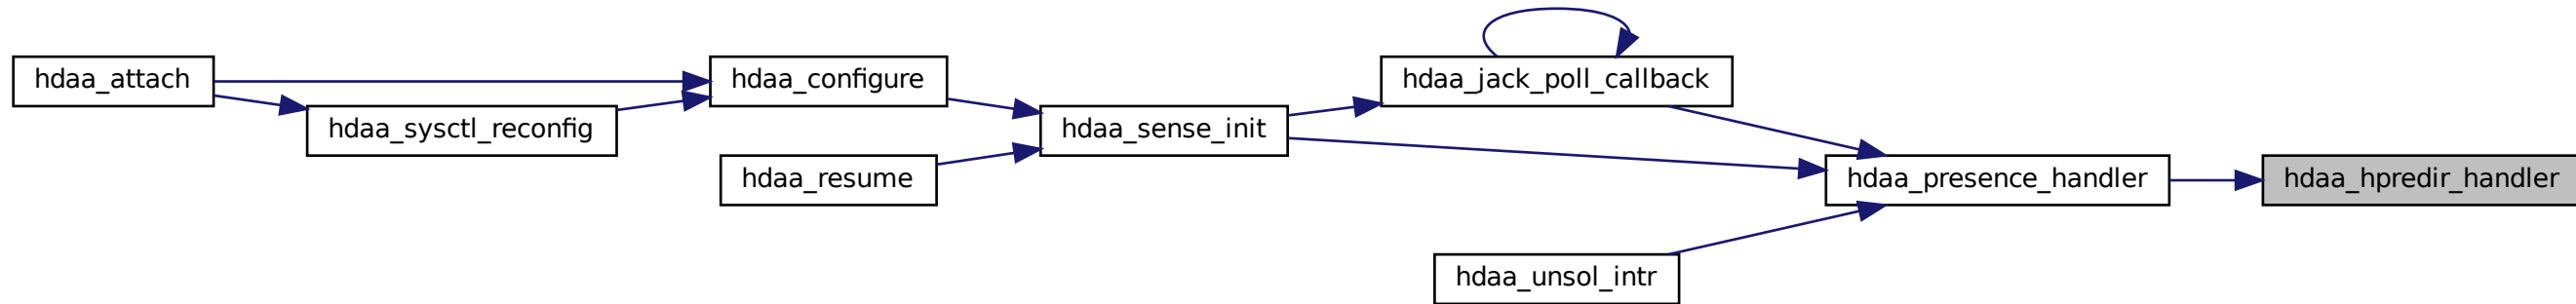 hdaa_attach
hdaa_configure
hdaa_jack_poll_callback
hdaa_sysctl_reconfig
hdaa_sense_init
hdaa_resume
hdaa_presence_handler
hdaa_hpredir_handler
hdaa_unsol_intr